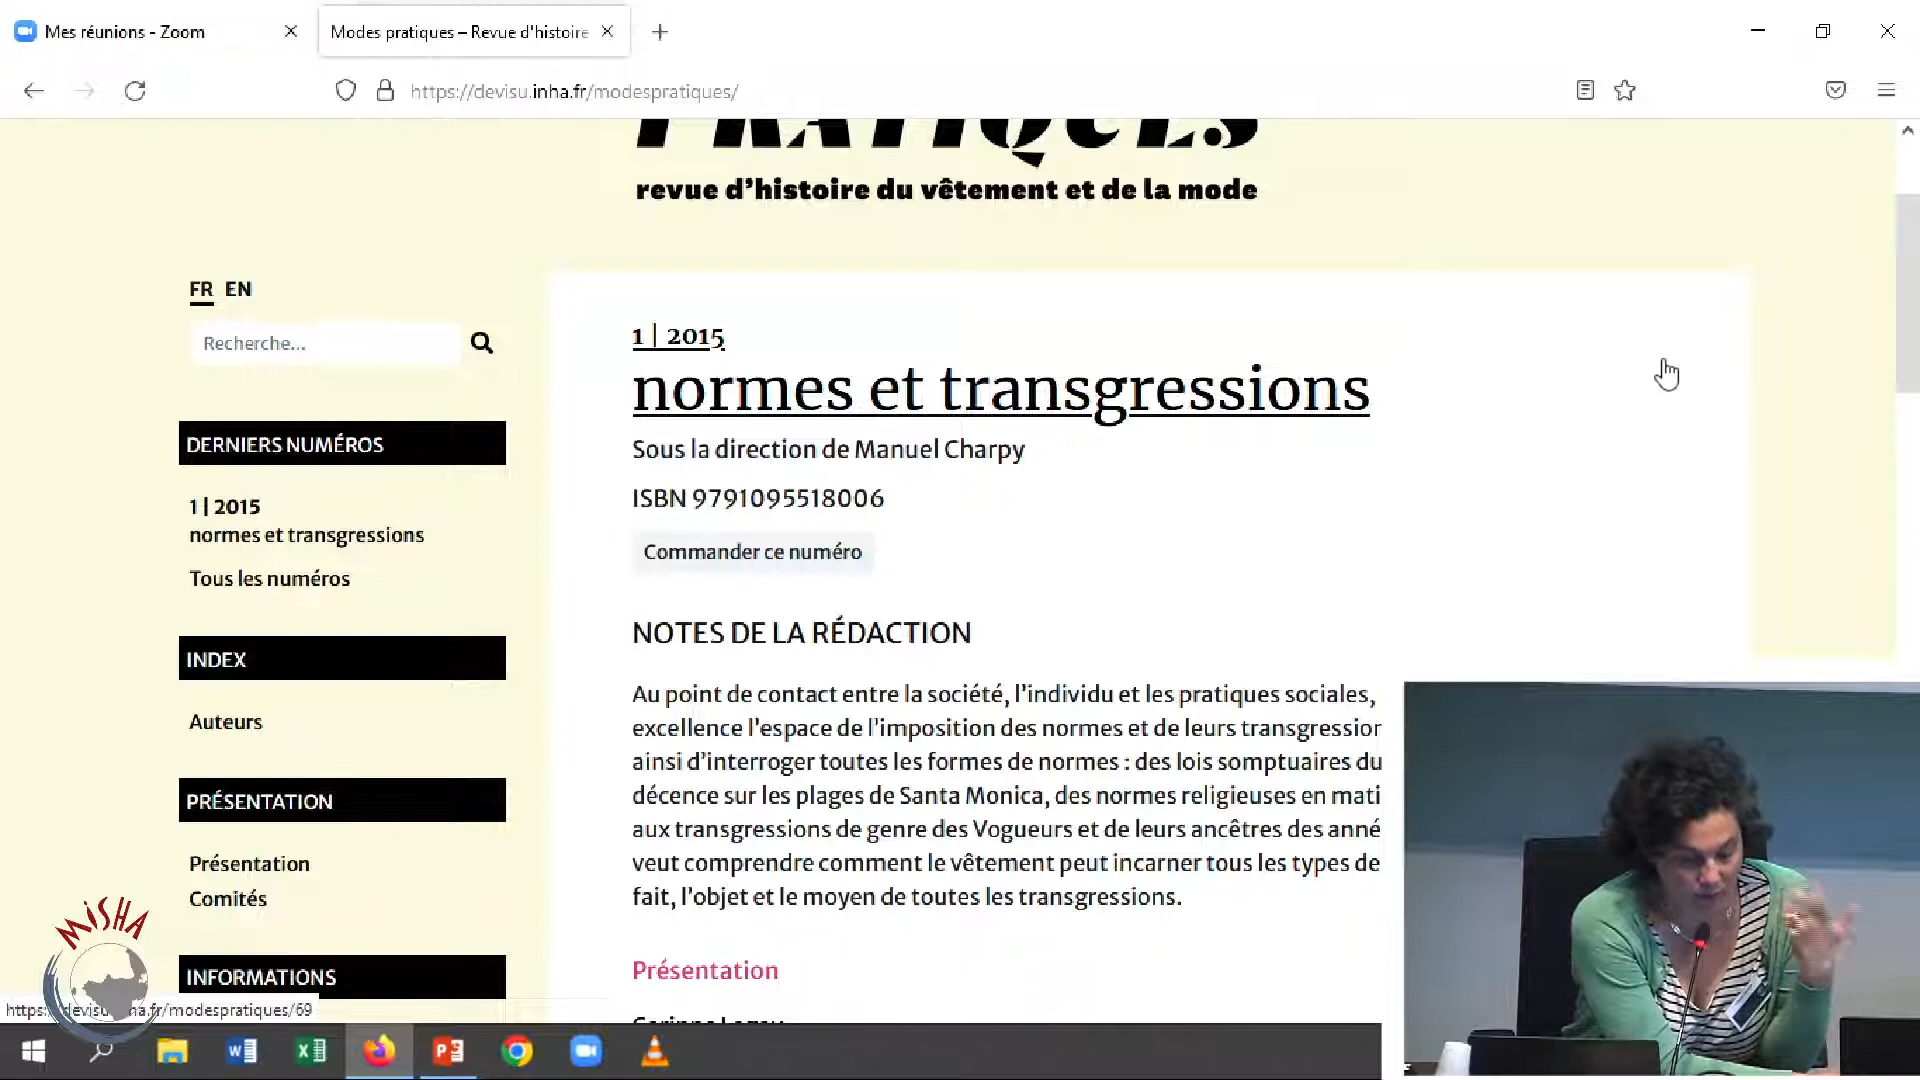 Mes réunions - Zoom
Modes pratiques – Revue d'histoire
https://devisu.inha.fr/modespratiques/
PRATIQUES
revue d'histoire du vêtement et de la mode
FR EN
Recherche...
DERNIERS NUMÉROS
1 | 2015
normes et transgressions
Tous les numéros
INDEX
Auteurs
PRÉSENTATION
Présentation
Comités
INFORMATIONS
1 | 2015
normes et transgressions
Sous la direction de Manuel Charpy
ISBN 9791095518006
Commander ce numéro
NOTES DE LA RÉDACTION
Au point de contact entre la société, l'individu et les pratiques sociales,
excellence l'espace de l'imposition des normes et de leurs transgression
ainsi d'interroger toutes les formes de normes : des lois somptuaires du
décence sur les plages de Santa Monica, des normes religieuses en mati
aux transgressions de genre des Vogueurs et de leurs ancêtres des anné
veut comprendre comment le vêtement peut incarner tous les types de
fait, l'objet et le moyen de toutes les transgressions.
Présentation
MISHA